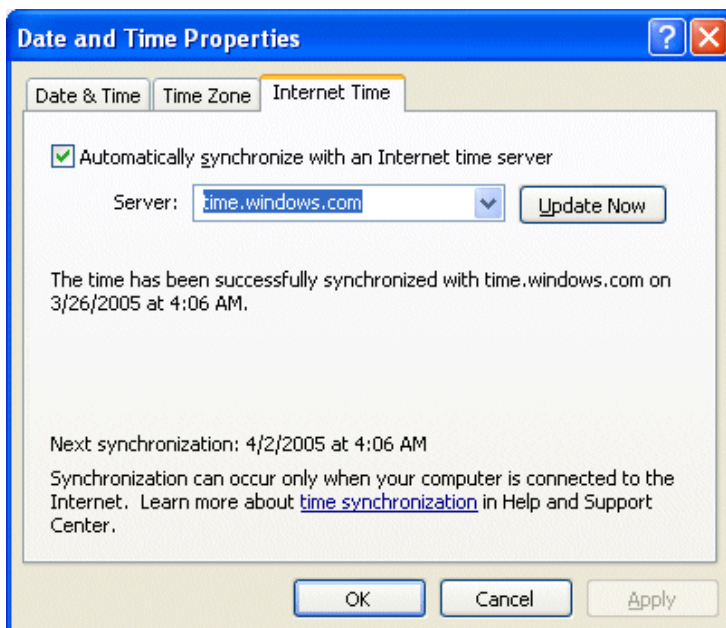 Date and Time Properties
Date & Time Time Zone Internet Time
Automatically synchronize with an Internet time server
Server: time.windows.com Update Now
The time has been successfully synchronized with time.windows.com on
3/26/2005 at 4:06 AM.
Next synchronization: 4/2/2005 at 4:06 AM
Synchronization can occur only when your computer is connected to the
Internet. Learn more about time synchronization in Help and Support
Center.
OK Cancel Apply